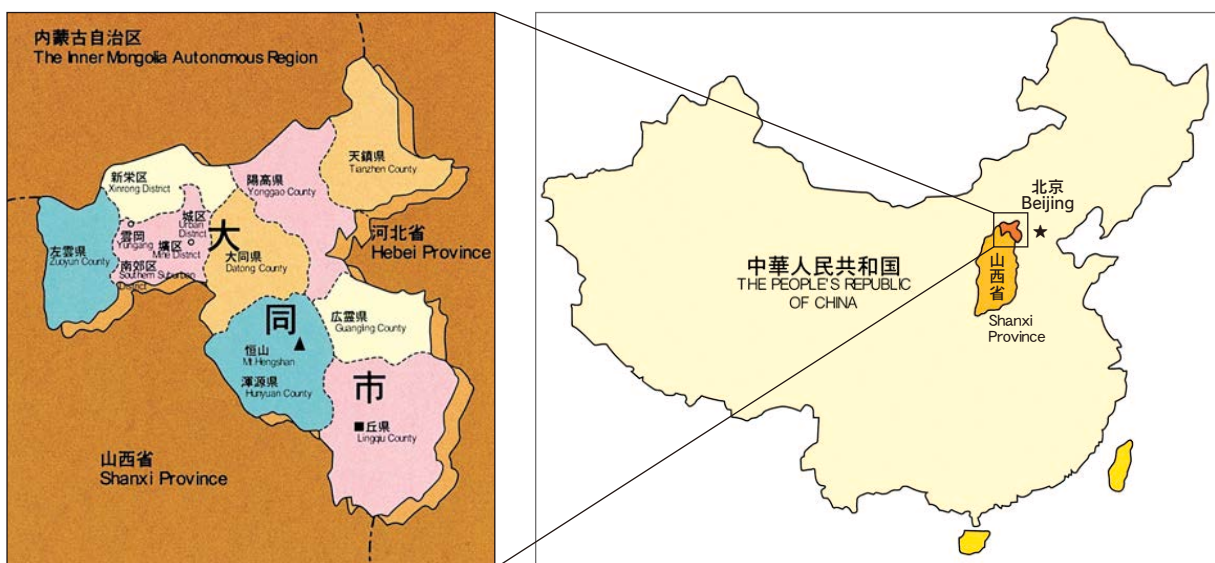 内蒙古自治区
The Inner Mongolia Autonomous Region
天鎮県
Tianzhen County
新栄区
Xinrong District
陽高県
Yonggao County
城区
Urban
District
大
雲岡
Yungang
壙区
Mine District
左雲県
Zuoyun County
南郊区
Southern Suburban
District
大同県
Datong County
河北省
Hebei Province
同
広霊県
Guangling County
恒山
Mt.Hengshan
渾源県
Hunyuan County
市
■丘県
Lingqiu County
山西省
Shanxi Province
北京
Beijing
中華人民共和国
THE PEOPLE'S REPUBLIC
OF CHINA
山西省
Shanxi
Province